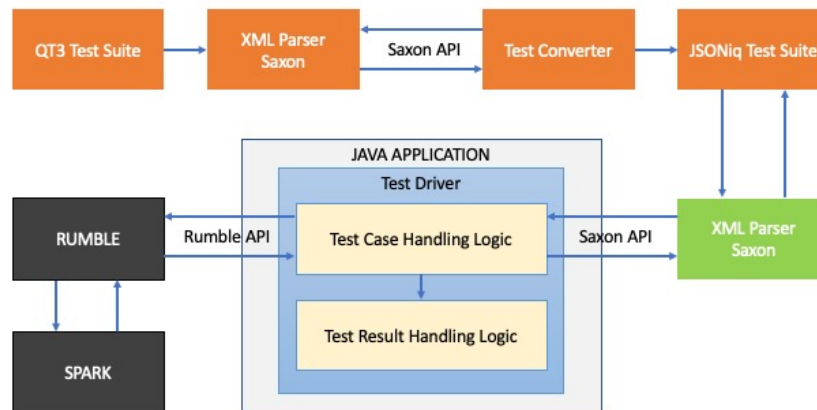 QT3 Test Suite
XML Parser
Saxon
Saxon API
Test Converter
JSONiq Test Suite
JAVA APPLICATION
Test Driver
RUMBLE
Rumble API
Test Case Handling Logic
Saxon API
XML Parser
Saxon
Test Result Handling Logic
SPARK